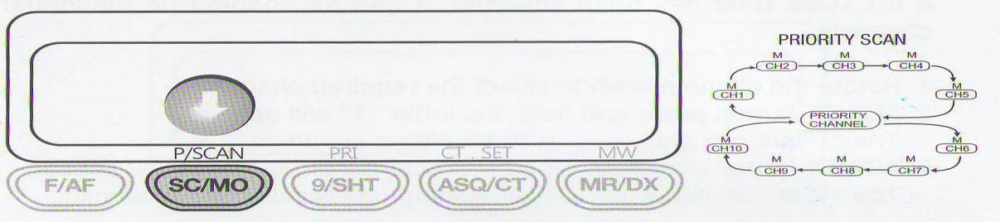 P/SCAN PRI CT . SET MW
F/AF SC/MO 9/SHT ASQ/CT MR/DX
PRIORITY SCAN
M M M
CH2 CH3 CH4
M M
CH1 CH5
PRIORITY
CHANNEL
M M
CH10 CH6
M M M
CH9 CH8 CH7